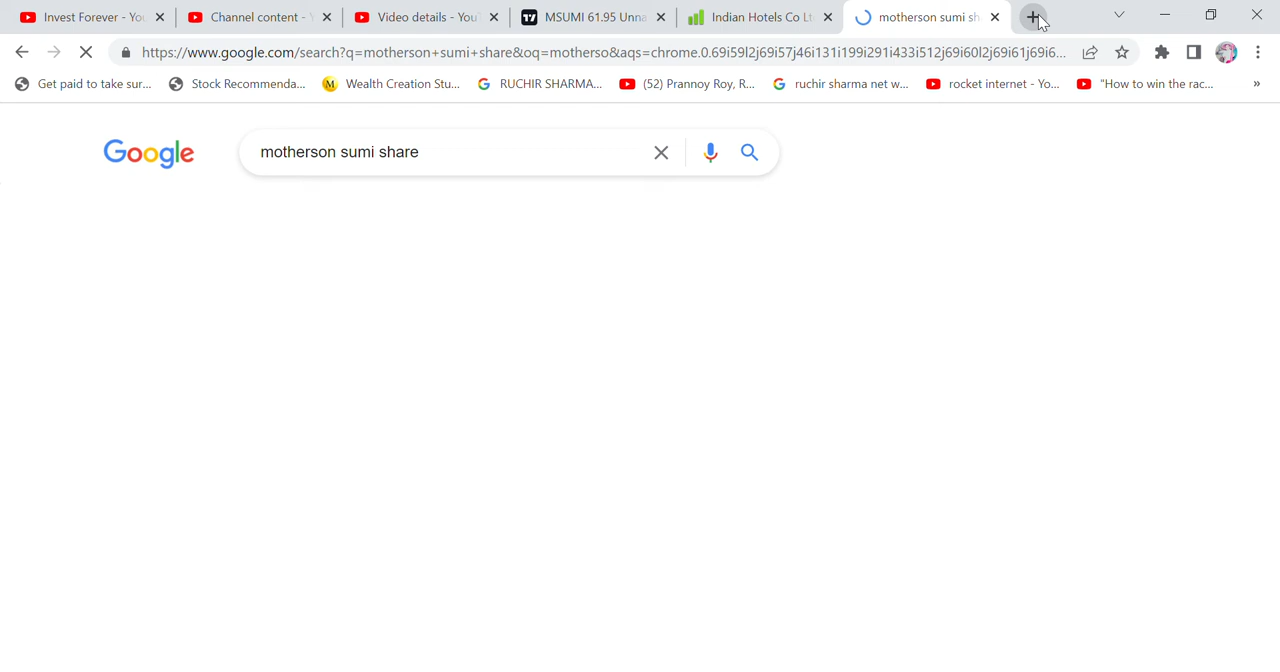 Invest Forever - You
Channel content - Y
Video details - YouT
MSUMI 61.95 Unna
Indian Hotels Co Lt
motherson sumi sh
https://www.google.com/search?q=motherson+sumi+share&oq=motherso&aqs=chrome.0.69i59l2j69i57j46i131i199i291i433i512j69i60l2j69i61j69i6...
Get paid to take sur...
Stock Recommenda...
M
Wealth Creation Stu...
RUCHIR SHARMA...
(52) Prannoy Roy, R...
ruchir sharma net w...
rocket internet - Yo...
"How to win the rac...
»
Google
motherson sumi share